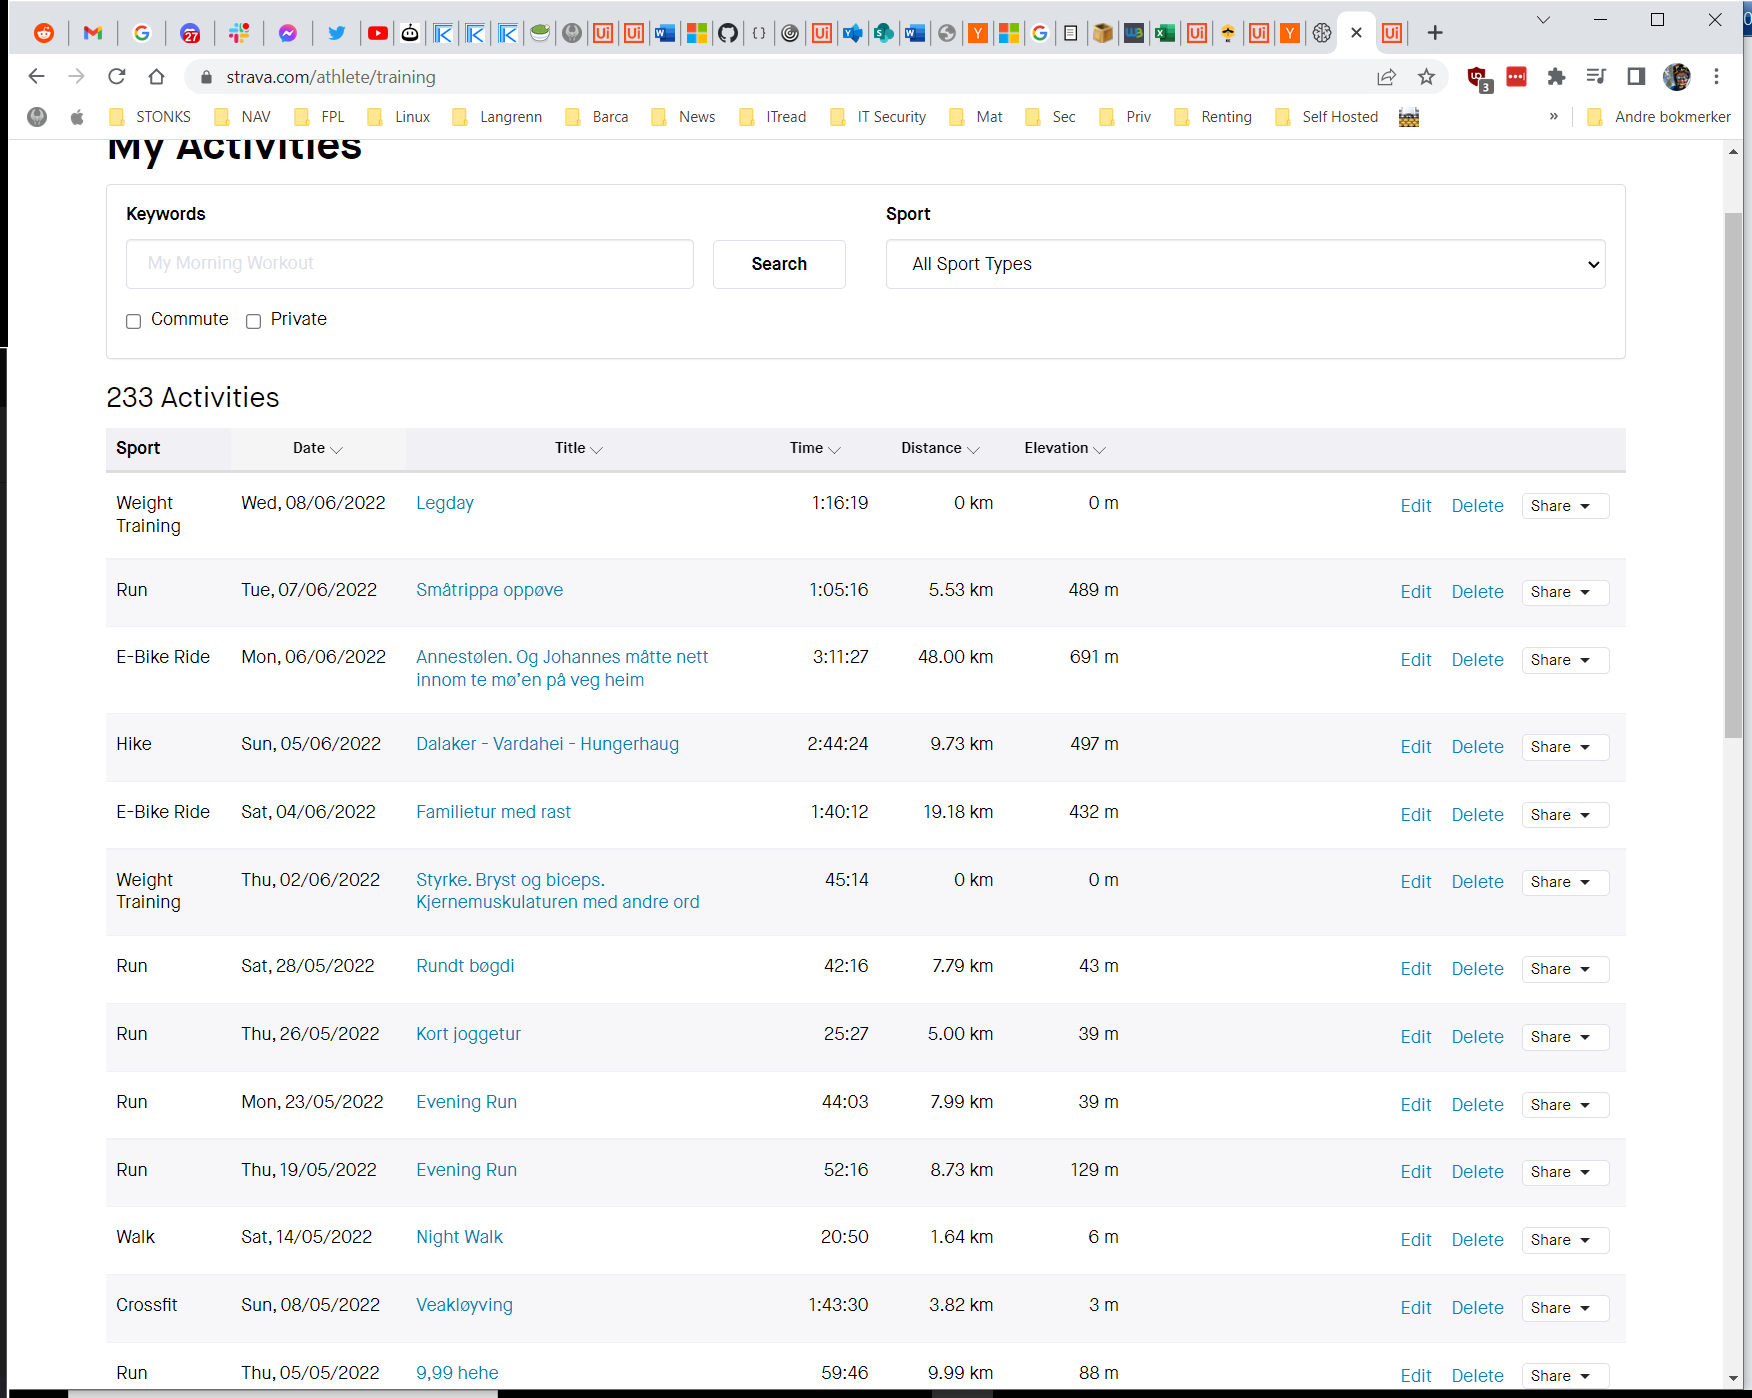 27
strava.com/athlete/training
3
STONKS NAV FPL Linux Langrenn Barca News ITread IT Security Mat Sec Priv Renting Self Hosted » Andre bokmerker
My Activities
Keywords Sport
My Morning Workout Search All Sport Types
Commute Private
233 Activities
Sport Date Title Time Distance Elevation
Weight Training Wed, 08/06/2022 Legday 1:16:19 0 km 0 m Edit Delete Share
Run Tue, 07/06/2022 Småtrippa oppøve 1:05:16 5.53 km 489 m Edit Delete Share
E-Bike Ride Mon, 06/06/2022 Annestølen. Og Johannes måtte nett 3:11:27 48.00 km 691 m Edit Delete Share
innom te mø'en på veg heim
Hike Sun, 05/06/2022 Dalaker - Vardahei - Hungerhaug 2:44:24 9.73 km 497 m Edit Delete Share
E-Bike Ride Sat, 04/06/2022 Familietur med rast 1:40:12 19.18 km 432 m Edit Delete Share
Weight Training Thu, 02/06/2022 Styrke. Bryst og biceps. 45:14 0 km 0 m Edit Delete Share
Kjernemuskulaturen med andre ord
Run Sat, 28/05/2022 Rundt bøgdi 42:16 7.79 km 43 m Edit Delete Share
Run Thu, 26/05/2022 Kort joggetur 25:27 5.00 km 39 m Edit Delete Share
Run Mon, 23/05/2022 Evening Run 44:03 7.99 km 39 m Edit Delete Share
Run Thu, 19/05/2022 Evening Run 52:16 8.73 km 129 m Edit Delete Share
Walk Sat, 14/05/2022 Night Walk 20:50 1.64 km 6 m Edit Delete Share
Crossfit Sun, 08/05/2022 Veakløyving 1:43:30 3.82 km 3 m Edit Delete Share
Run Thu, 05/05/2022 9,99 hehe 59:46 9.99 km 88 m Edit Delete Share